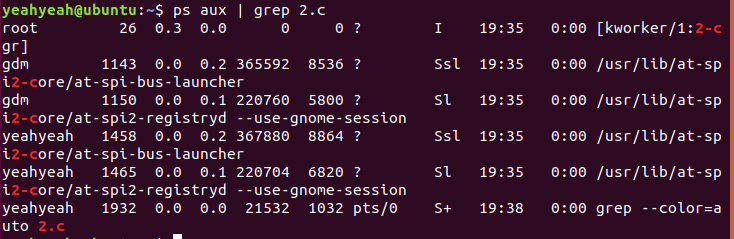 yeahyeah@ubuntu:~$ ps aux | grep 2.c
root 26 0.3 0.0 0 0 ? I 19:35 0:00 [kworker/1:2-c
gr]
gdm 1143 0.0 0.2 365592 8536 ? Ssl 19:35 0:00 /usr/lib/at-sp
i2-core/at-spi-bus-launcher
gdm 1150 0.0 0.1 220760 5800 ? Sl 19:35 0:00 /usr/lib/at-sp
i2-core/at-spi2-registryd --use-gnome-session
yeahyeah 1458 0.0 0.2 367880 8864 ? Ssl 19:35 0:00 /usr/lib/at-sp
i2-core/at-spi-bus-launcher
yeahyeah 1465 0.0 0.1 220704 6820 ? Sl 19:35 0:00 /usr/lib/at-sp
i2-core/at-spi2-registryd --use-gnome-session
yeahyeah 1932 0.0 0.0 21532 1032 pts/0 S+ 19:38 0:00 grep --color=a
uto 2.c